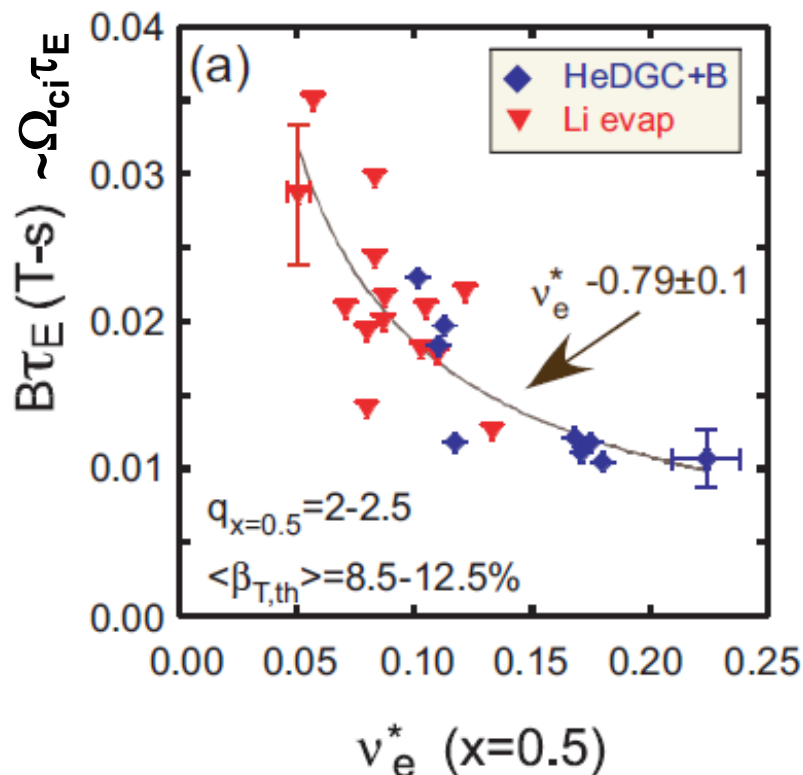 (a)
HeDGC+B
Li evap
BτE (T-s) ~ΩciτE
0.04
0.03
0.02
0.01
0.00
νe* -0.79±0.1
qx=0.5=2-2.5
<βT,th>=8.5-12.5%
0.00 0.05 0.10 0.15 0.20 0.25
νe* (x=0.5)